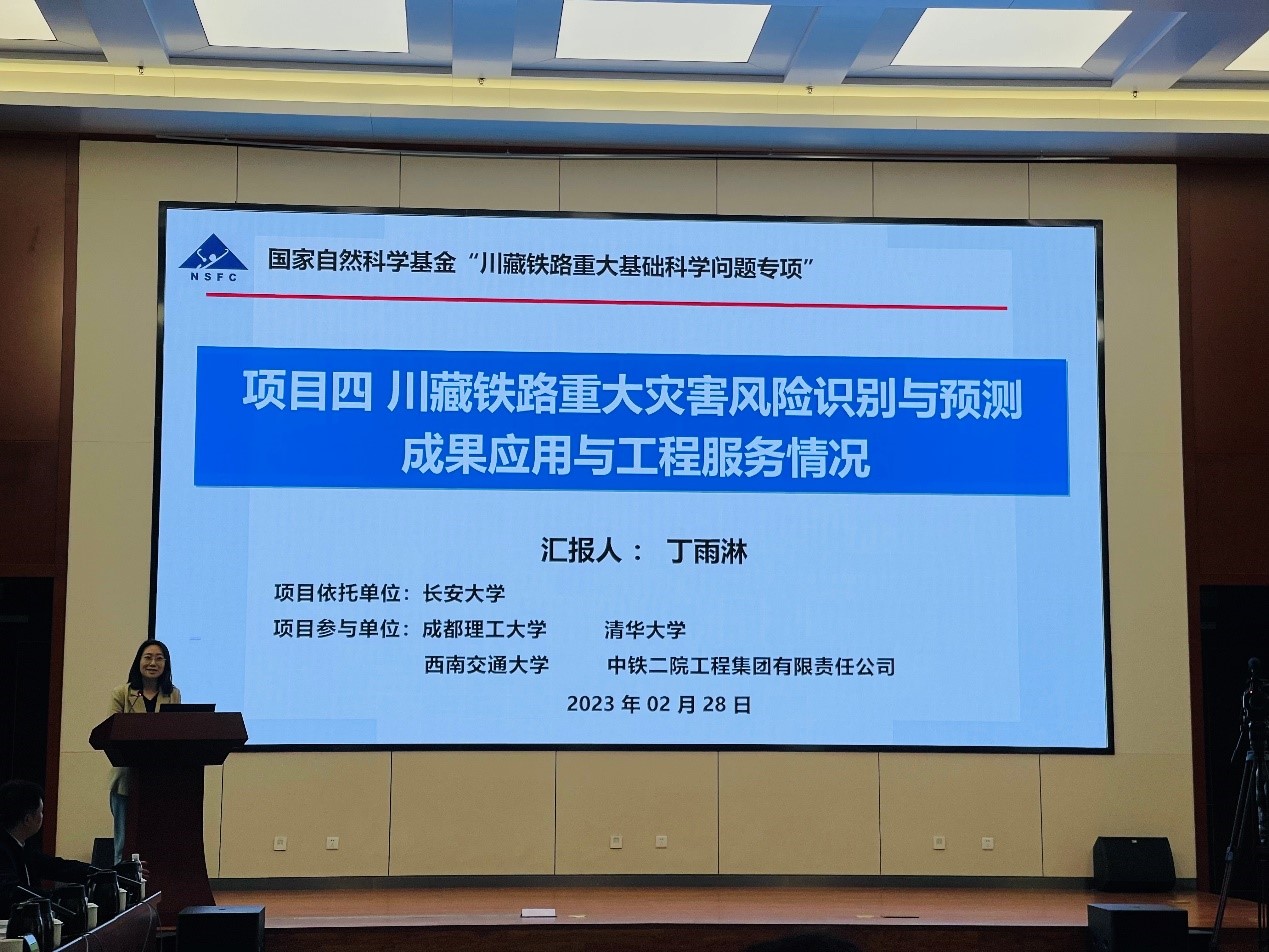 NSFC
国家自然科学基金“川藏铁路重大基础科学问题专项”
项目四 川藏铁路重大灾害风险识别与预测
成果应用与工程服务情况
汇报人： 丁雨淋
项目依托单位：长安大学
项目参与单位：成都理工大学 清华大学
西南交通大学 中铁二院工程集团有限责任公司
2023 年 02 月 28 日